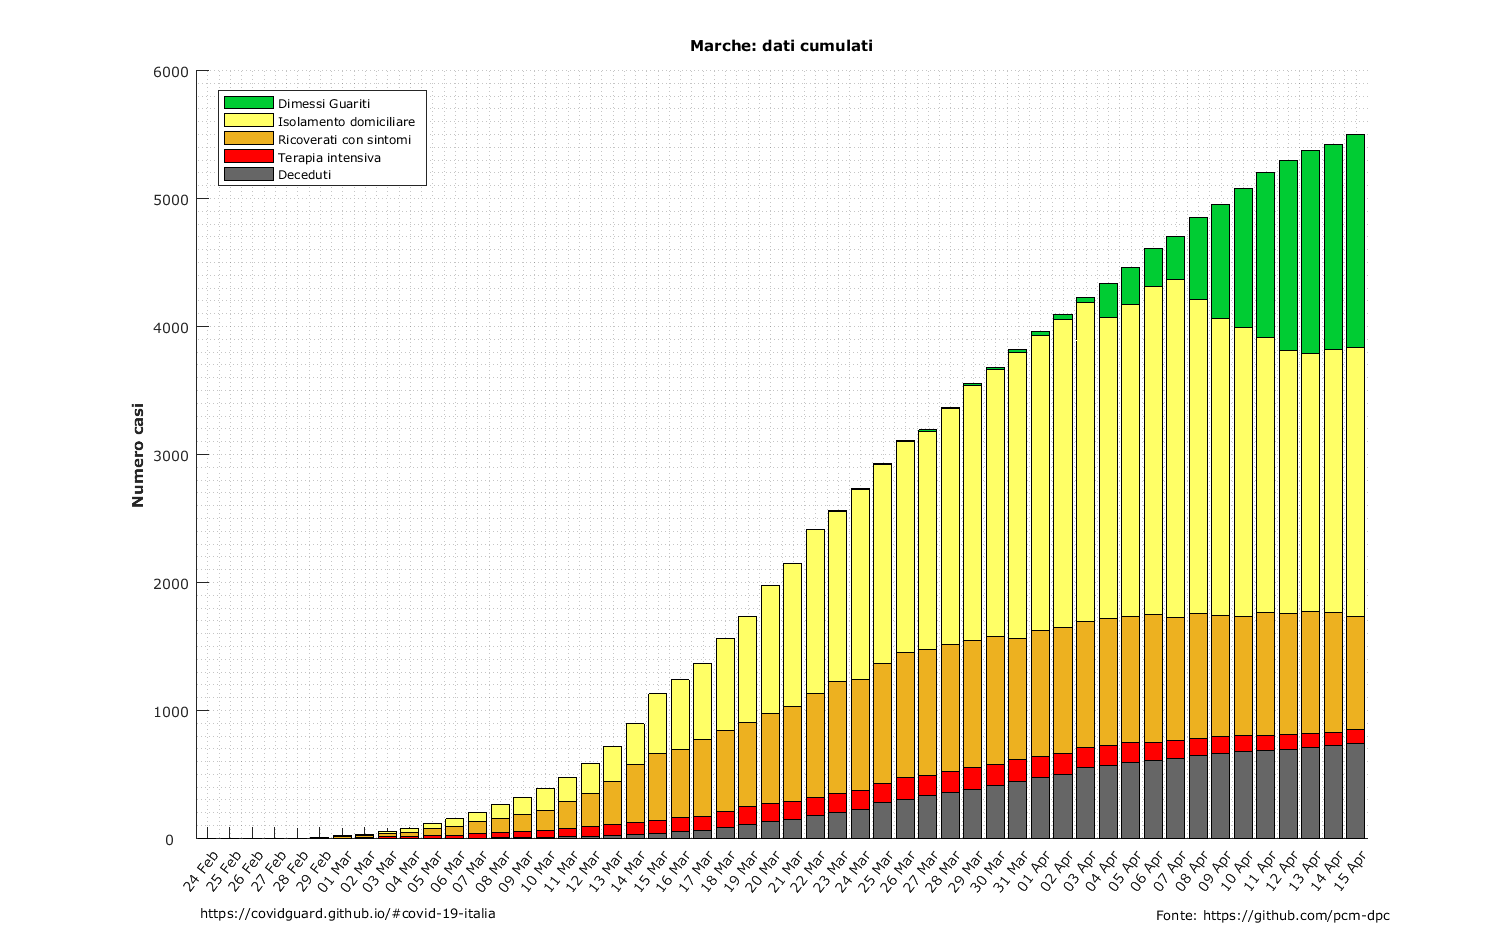 Marche: dati cumulati
6000
5000
4000
3000
2000
1000
0
Numero casi
Dimessi Guariti
Isolamento domiciliare
Ricoverati con sintomi
Terapia intensiva
Deceduti
24 Feb
25 Feb
26 Feb
27 Feb
28 Feb
29 Feb
01 Mar
02 Mar
03 Mar
04 Mar
05 Mar
06 Mar
07 Mar
08 Mar
09 Mar
10 Mar
11 Mar
12 Mar
13 Mar
14 Mar
15 Mar
16 Mar
17 Mar
18 Mar
19 Mar
20 Mar
21 Mar
22 Mar
23 Mar
24 Mar
25 Mar
26 Mar
27 Mar
28 Mar
29 Mar
30 Mar
31 Mar
01 Apr
02 Apr
03 Apr
04 Apr
05 Apr
06 Apr
07 Apr
08 Apr
09 Apr
10 Apr
11 Apr
12 Apr
13 Apr
14 Apr
15 Apr
https://covidguard.github.io/#covid-19-italia
Fonte: https://github.com/pcm-dpc